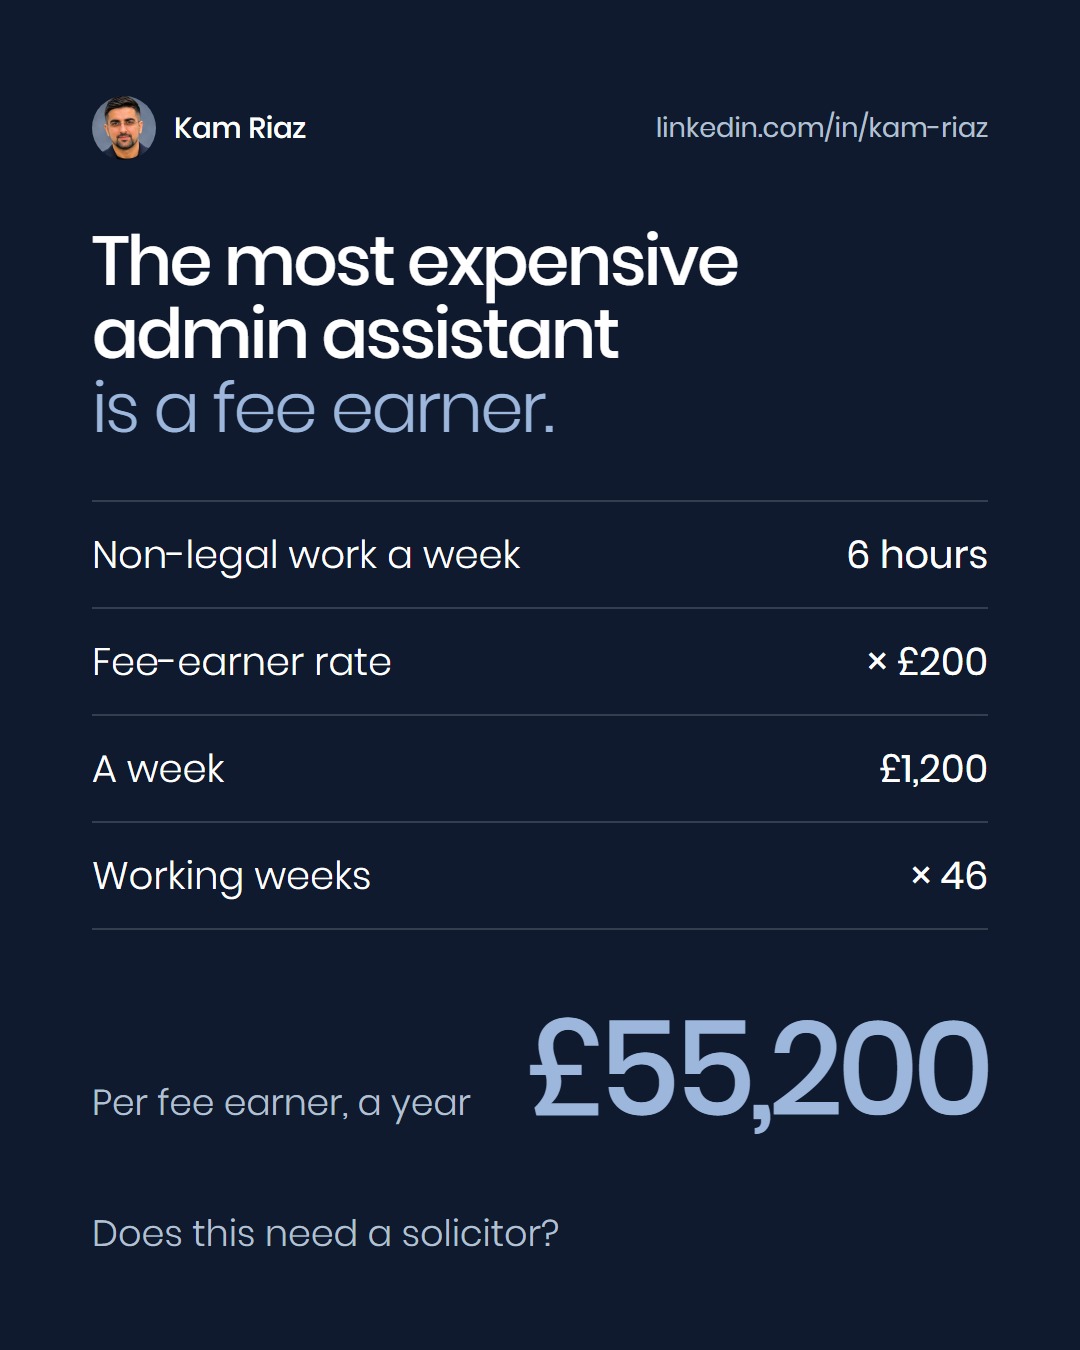 Kam Riaz
linkedin.com/in/kam-riaz
The most expensive
admin assistant
is a fee earner.
Non-legal work a week 6 hours
Fee-earner rate × £200
A week £1,200
Working weeks × 46
Per fee earner, a year £55,200
Does this need a solicitor?